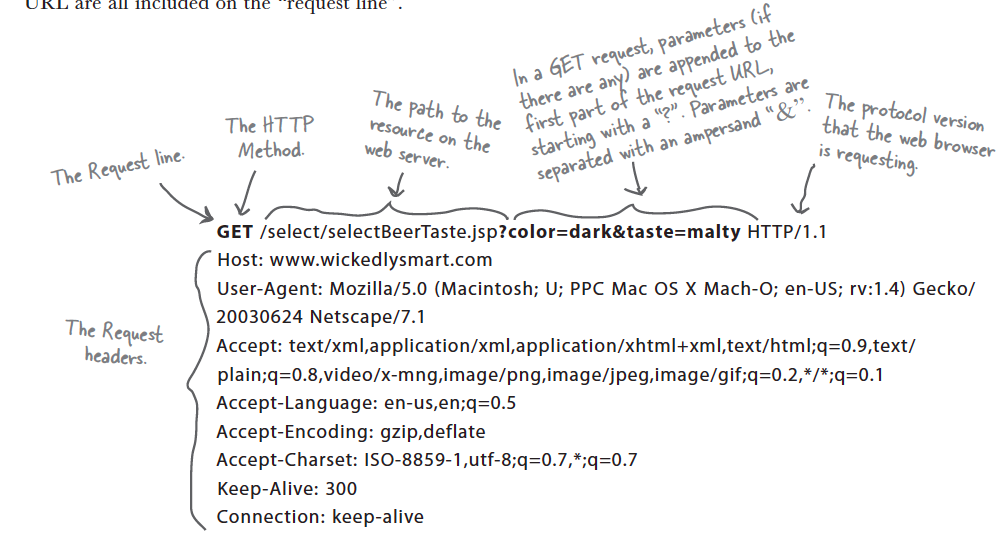 URL are all included on the “request line”.
The Request line.
The HTTP
Method.
The path to the
resource on the
web server.
In a GET request, parameters (if
there are any) are appended to the
first part of the request URL,
starting with a “?”. Parameters are
separated with an ampersand “&”.
The protocol version
that the web browser
is requesting.
GET /select/selectBeerTaste.jsp?color=dark&taste=malty HTTP/1.1
Host: www.wickedlysmart.com
User-Agent: Mozilla/5.0 (Macintosh; U; PPC Mac OS X Mach-O; en-US; rv:1.4) Gecko/
20030624 Netscape/7.1
Accept: text/xml,application/xml,application/xhtml+xml,text/html;q=0.9,text/
plain;q=0.8,video/x-mng,image/png,image/jpeg,image/gif;q=0.2,*/*;q=0.1
Accept-Language: en-us,en;q=0.5
Accept-Encoding: gzip,deflate
Accept-Charset: ISO-8859-1,utf-8;q=0.7,*;q=0.7
Keep-Alive: 300
Connection: keep-alive
The Request
headers.